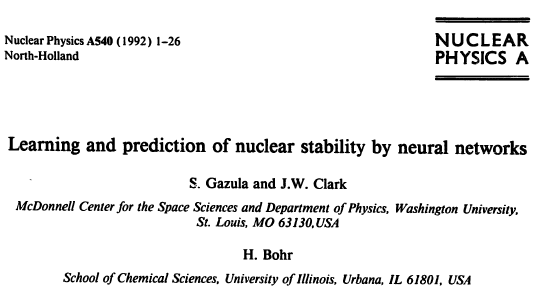 Nuclear Physics A540 (1992) 1-26
North-Holland
NUCLEAR
PHYSICS A
Learning and prediction of nuclear stability by neural networks
S. Gazula and J.W. Clark
McDonnell Center for the Space Sciences and Department of Physics, Washington University,
St. Louis, MO 63130,USA
H. Bohr
School of Chemical Sciences, University of Illinois, Urbana, IL 61801, USA